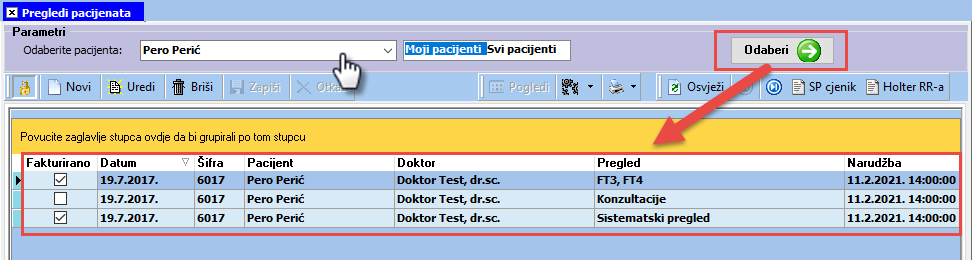 Pregledi pacijenata
Parametri
Odaberite pacijenta: Pero Perić Moji pacijenti Svi pacijenti Odaberi
Novi Uredi Briši Zapiši Otka Pogledi Osvježi SP cjenik Holter RR-a
Povucite zaglavlje stupca ovdje da bi grupirali po tom stupcu
Fakturirano Datum Šifra Pacijent Doktor Pregled Narudžba
19.7.2017. 6017 Pero Perić Doktor Test, dr.sc. FT3, FT4 11.2.2021. 14:00:00
19.7.2017. 6017 Pero Perić Doktor Test, dr.sc. Konzultacije 11.2.2021. 14:00:00
19.7.2017. 6017 Pero Perić Doktor Test, dr.sc. Sistematski pregled 11.2.2021. 14:00:00